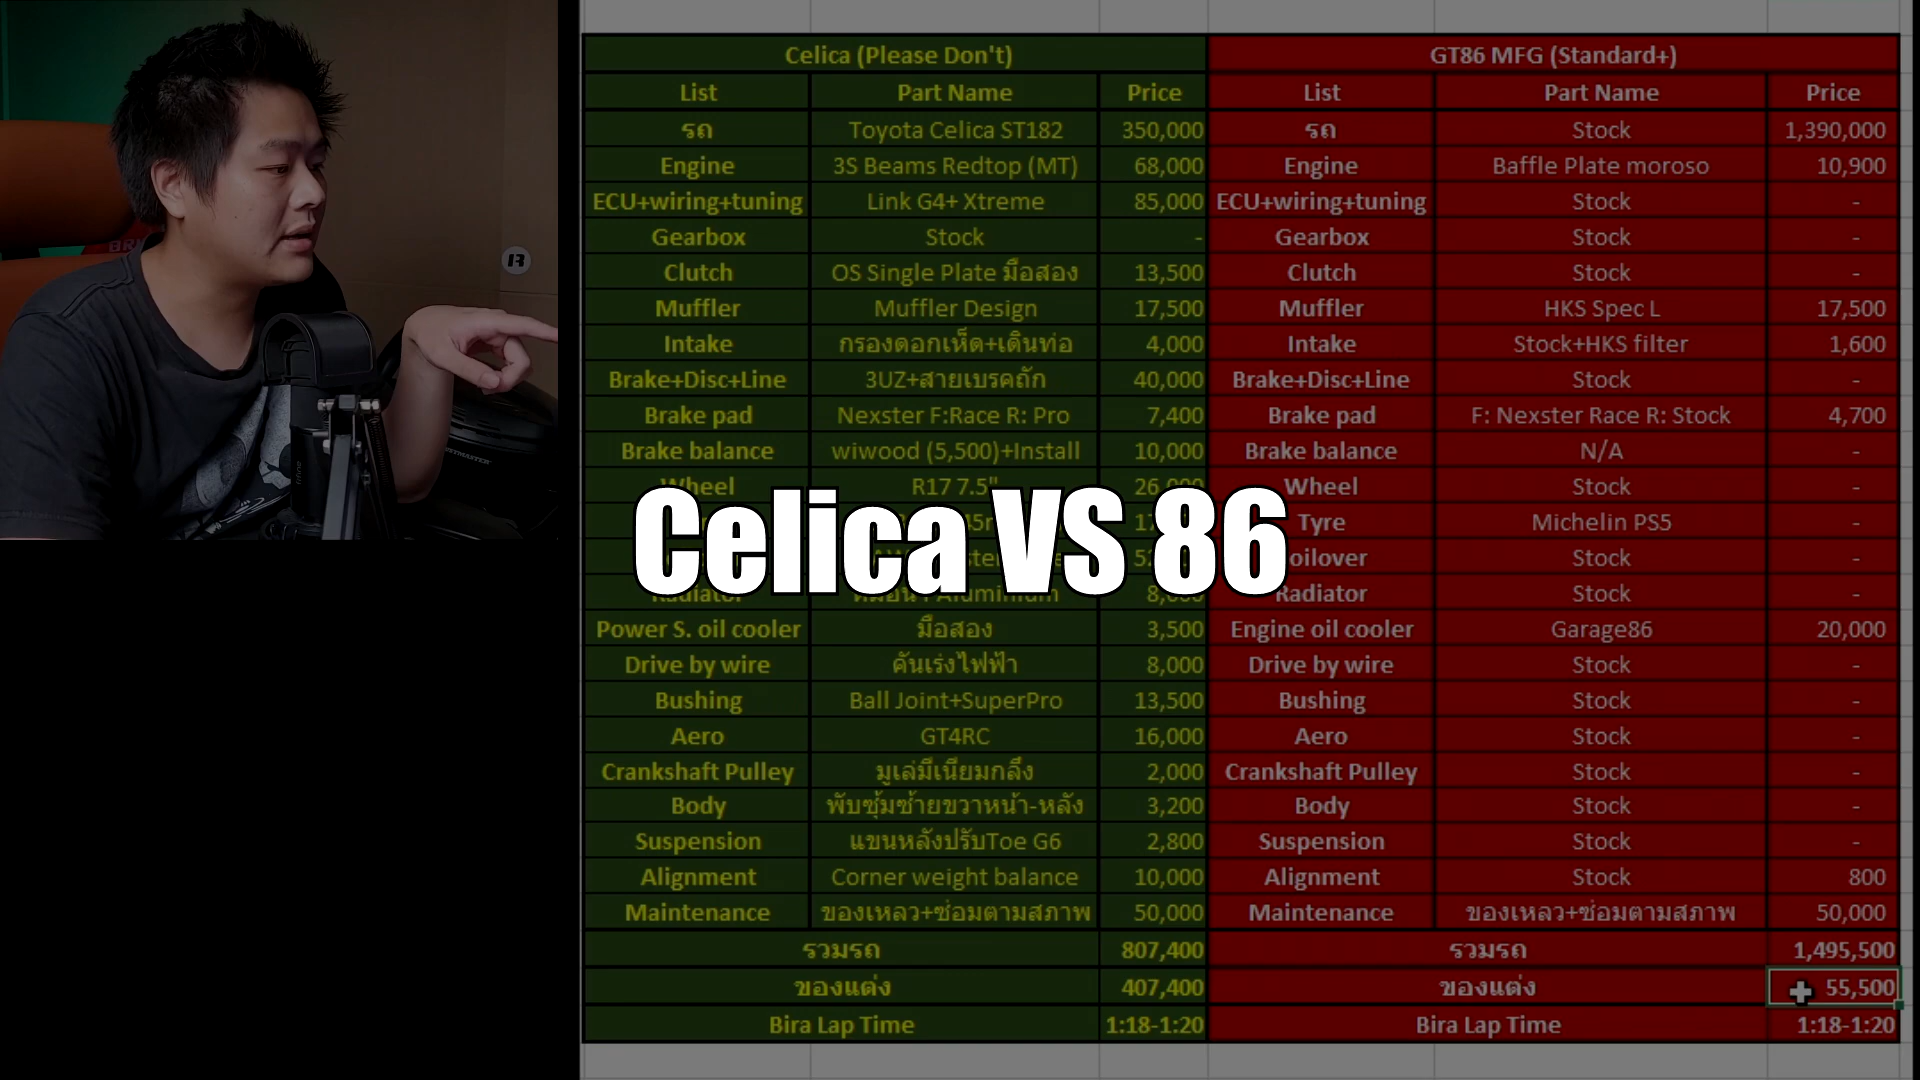 Celica (Please Don't) GT86 MFG (Standard+)
List Part Name Price List Part Name Price
รถ Toyota Celica ST182 350,000 รถ Stock 1,390,000
Engine 3S Beams Redtop (MT) 68,000 Engine Baffle Plate moroso 10,900
ECU+wiring+tuning Link G4+ Xtreme 85,000 ECU+wiring+tuning Stock -
Gearbox Stock - Gearbox Stock -
Clutch OS Single Plate มือสอง 13,500 Clutch Stock -
Muffler Muffler Design 17,500 Muffler HKS Spec L 17,500
Intake กรองดอกเห็ด+เดินท่อ 4,000 Intake Stock+HKS filter 1,600
Brake+Disc+Line 3UZ+สายเบรคถัก 40,000 Brake+Disc+Line Stock -
Brake pad Nexster F:Race R: Pro 7,400 Brake pad F: Nexster Race R: Stock 4,700
Brake balance wiwood (5,500)+Install 10,000 Brake balance N/A -
Wheel R17 7.5" 26,000 Wheel Stock -
Tyre Michelin PS5 -
Stock -
Celica VS 86
Radiator Aluminium Radiator Stock -
Power S. oil cooler มือสอง 3,500 Engine oil cooler Garage86 20,000
Drive by wire คันเร่งไฟฟ้า 8,000 Drive by wire Stock -
Bushing Ball Joint+SuperPro 13,500 Bushing Stock -
Aero GT4RC 16,000 Aero Stock -
Crankshaft Pulley มูเล่มีเนียมกลึง 2,000 Crankshaft Pulley Stock -
Body พับซุ้มซ้ายขวาหน้า-หลัง 3,200 Body Stock -
Suspension แขนหลังปรับToe G6 2,800 Suspension Stock -
Alignment Corner weight balance 10,000 Alignment Stock 800
Maintenance ของเหลว+ซ่อมตามสภาพ 50,000 Maintenance ของเหลว+ซ่อมตามสภาพ 50,000
รวมรถ 807,400 รวมรถ 1,495,500
ของแต่ง 407,400 ของแต่ง 55,500
Bira Lap Time 1:18-1:20 Bira Lap Time 1:18-1:20